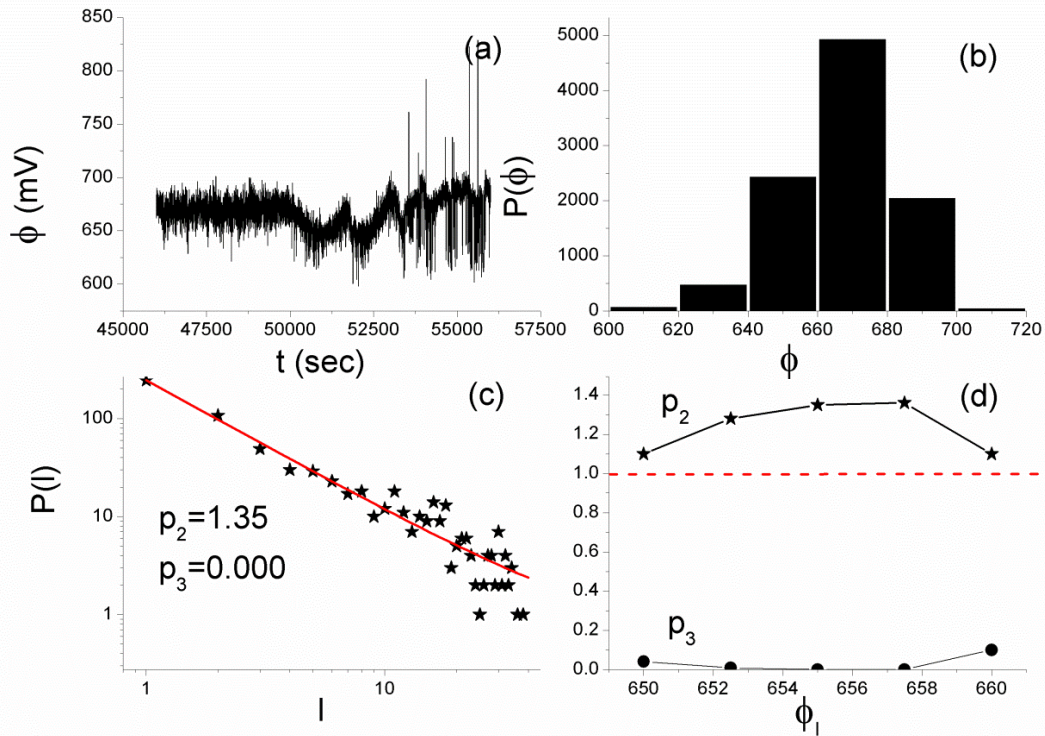 850
800
750
700
650
600
ϕ (mV)
(a)
45000 47500 50000 52500 55000 57500
t (sec)
5000
4000
3000
2000
1000
0
P(ϕ)
(b)
600 620 640 660 680 700 720
ϕ
100
10
1
P(l)
(c)
p₂=1.35
p₃=0.000
1 10
l
1.4
1.2
1.0
0.8
0.6
0.4
0.2
0.0
(d)
p₂
p₃
650 652 654 656 658 660
ϕₗ